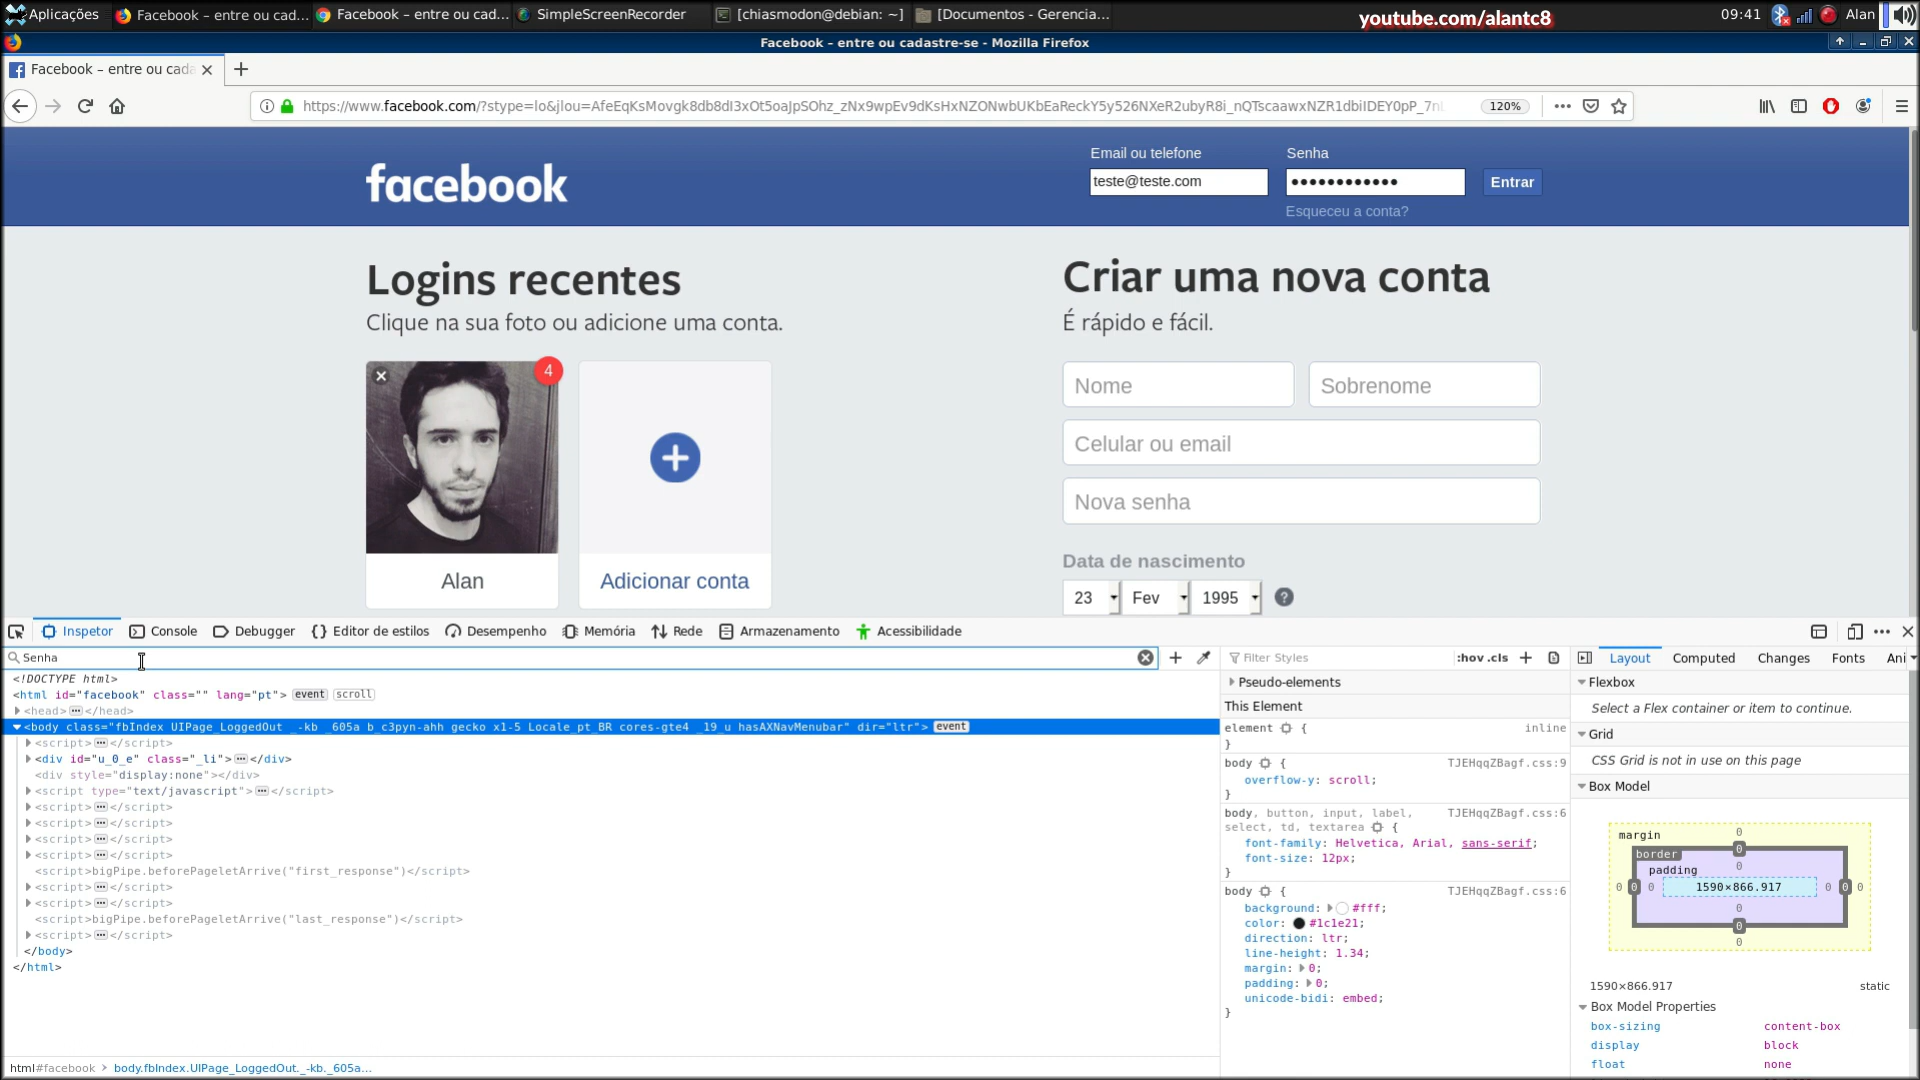 Aplicações
Facebook – entre ou cad...
Facebook – entre ou cad...
SimpleScreenRecorder
[chiasmodon@debian: ~]
[Documentos - Gerencia...
youtube.com/alantc8
09:41
Alan
Facebook – entre ou cadastre-se - Mozilla Firefox
Facebook – entre ou cada
120%
facebook
Email ou telefone
Senha
teste@teste.com
••••••••••••
Entrar
Esqueceu a conta?
Logins recentes
Clique na sua foto ou adicione uma conta.
4
Alan
Adicionar conta
Criar uma nova conta
É rápido e fácil.
Nome
Sobrenome
Celular ou email
Nova senha
Data de nascimento
23
Fev
1995
?
Inspetor
Console
Debugger
Editor de estilos
Desempenho
Memória
Rede
Armazenamento
Acessibilidade
Senha
<!DOCTYPE html>
<html id="facebook" class="" lang="pt"> event scroll
<head>…</head>
<body class="fbIndex UIPage_LoggedOut _-kb _605a b_c3pyn-ahh gecko x1-5 Locale_pt_BR cores-gte4 _19_u hasAXNavMenubar" dir="ltr"> event
<script>…</script>
<div id="u_0_e" class="_li">…</div>
<div style="display:none"></div>
<script type="text/javascript">…</script>
<script>…</script>
<script>…</script>
<script>…</script>
<script>…</script>
<script>bigPipe.beforePageletArrive("first_response")</script>
<script>…</script>
<script>…</script>
<script>bigPipe.beforePageletArrive("last_response")</script>
<script>…</script>
</body>
</html>
html#facebook > body.fbIndex.UIPage_LoggedOut._-kb._605a...
Filter Styles
:hov .cls
Pseudo-elements
This Element
element { inline
}
body { TJEHqqZBagf.css:9
overflow-y: scroll;
}
body, button, input, label, TJEHqqZBagf.css:6
select, td, textarea {
font-family: Helvetica, Arial, sans-serif;
font-size: 12px;
}
body { TJEHqqZBagf.css:6
background: #fff;
color: #1c1e21;
direction: ltr;
line-height: 1.34;
margin: 0;
padding: 0;
unicode-bidi: embed;
}
Layout
Computed
Changes
Fonts
Ani
Flexbox
Select a Flex container or item to continue.
Grid
CSS Grid is not in use on this page
Box Model
margin 0
border 0
padding 0
0 0 0 1590×866.917 0 0 0
0
0
0
1590×866.917 static
Box Model Properties
box-sizing content-box
display block
float none